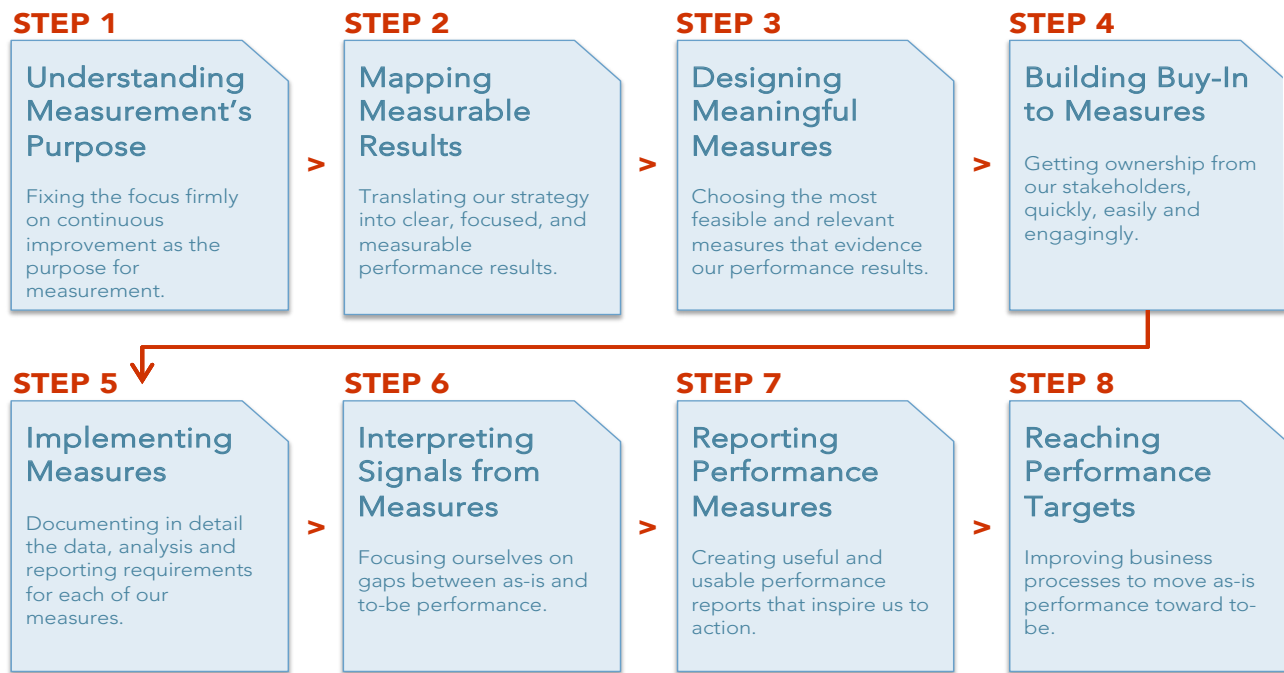 STEP 1
Understanding
Measurement's
Purpose
Fixing the focus firmly
on continuous
improvement as the
purpose for
measurement.
>
STEP 2
Mapping
Measurable
Results
Translating our strategy
into clear, focused, and
measurable
performance results.
>
STEP 3
Designing
Meaningful
Measures
Choosing the most
feasible and relevant
measures that evidence
our performance results.
>
STEP 4
Building Buy-In
to Measures
Getting ownership from
our stakeholders,
quickly, easily and
engagingly.
STEP 5
Implementing
Measures
Documenting in detail
the data, analysis and
reporting requirements
for each of our
measures.
>
STEP 6
Interpreting
Signals from
Measures
Focusing ourselves on
gaps between as-is and
to-be performance.
>
STEP 7
Reporting
Performance
Measures
Creating useful and
usable performance
reports that inspire us to
action.
>
STEP 8
Reaching
Performance
Targets
Improving business
processes to move as-is
performance toward to-
be.